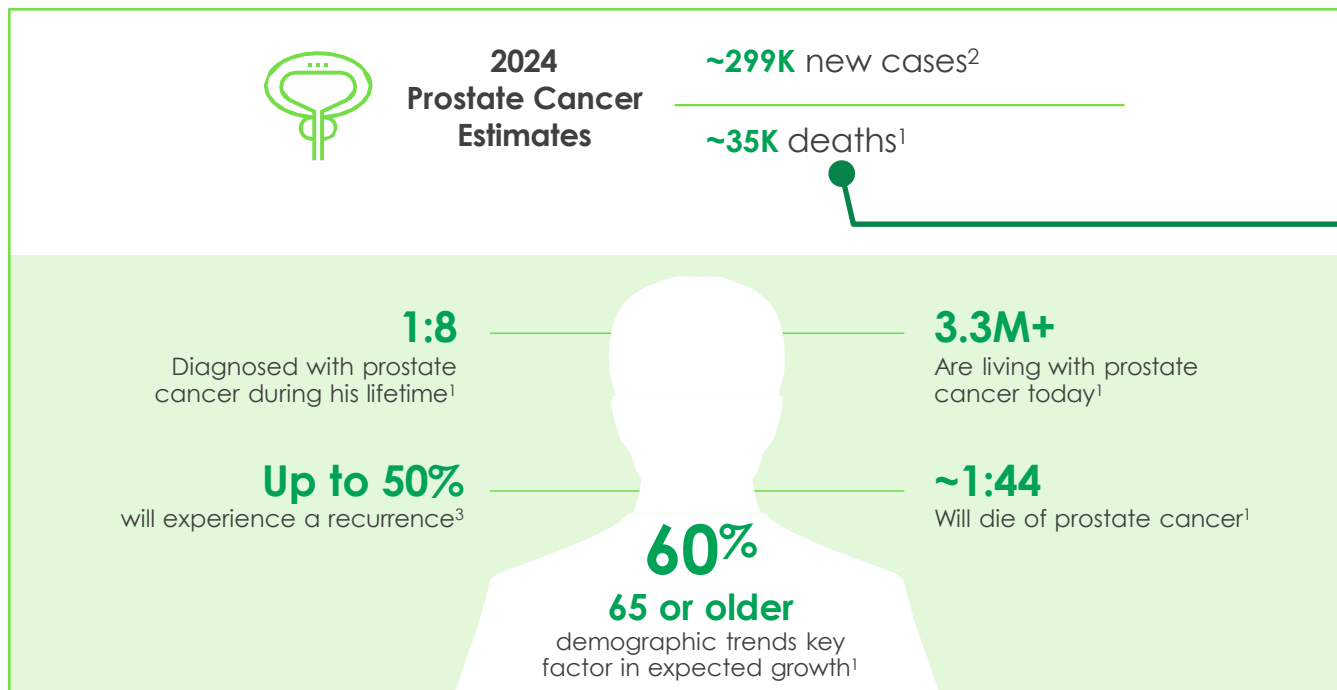 2024
Prostate Cancer
Estimates
~299K new cases²
~35K deaths¹
1:8
Diagnosed with prostate
cancer during his lifetime¹
3.3M+
Are living with prostate
cancer today¹
Up to 50%
will experience a recurrence³
~1:44
Will die of prostate cancer¹
60%
65 or older
demographic trends key
factor in expected growth¹